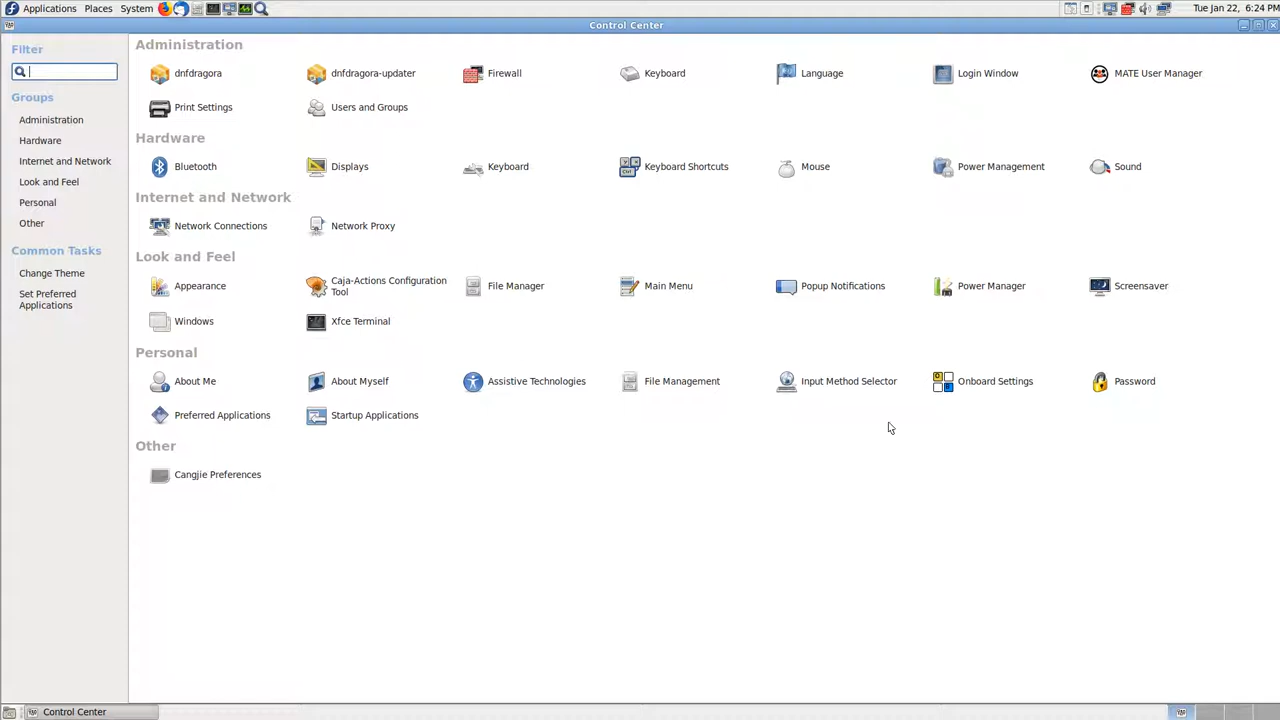 Applications Places System Tue Jan 22, 6:24 PM
Control Center
Filter
Groups
Administration
Hardware
Internet and Network
Look and Feel
Personal
Other
Common Tasks
Change Theme
Set Preferred
Applications
Administration
dnfdragora dnfdragora-updater Firewall Keyboard Language Login Window MATE User Manager
Print Settings Users and Groups
Hardware
Bluetooth Displays Keyboard Keyboard Shortcuts Mouse Power Management Sound
Internet and Network
Network Connections Network Proxy
Look and Feel
Appearance Caja-Actions Configuration Tool File Manager Main Menu Popup Notifications Power Manager Screensaver
Windows Xfce Terminal
Personal
About Me About Myself Assistive Technologies File Management Input Method Selector Onboard Settings Password
Preferred Applications Startup Applications
Other
Cangjie Preferences
Control Center